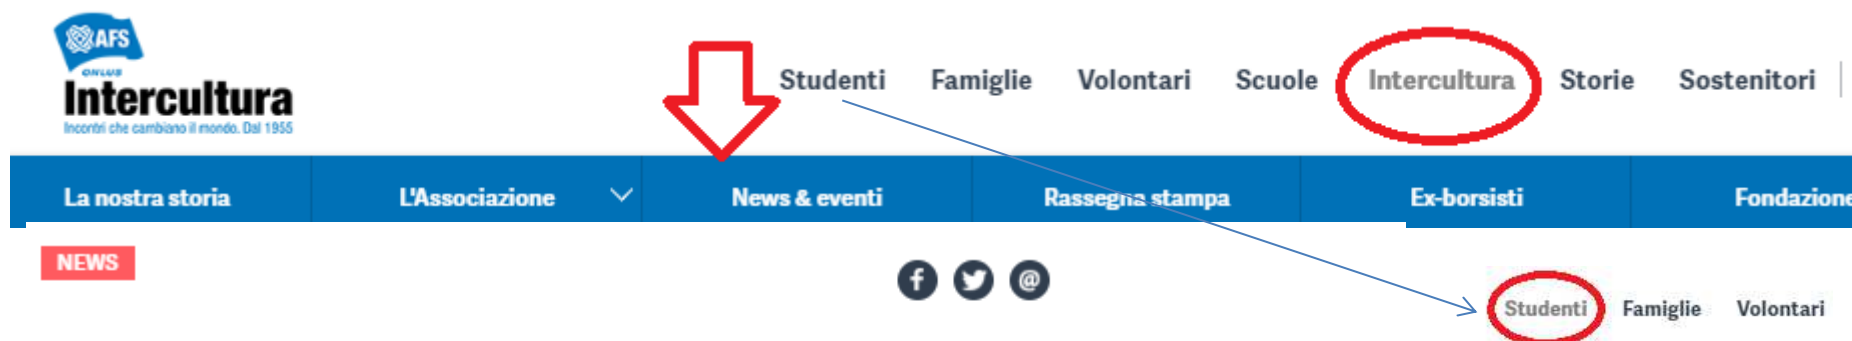 AFS
ONLUS
Intercultura
Incontri che cambiano il mondo. Dal 1955
Studenti Famiglie Volontari Scuole Intercultura Storie Sostenitori
La nostra storia L'Associazione News & eventi Rassegna stampa Ex-borsisti Fondazione
NEWS
f @
Studenti Famiglie Volontari